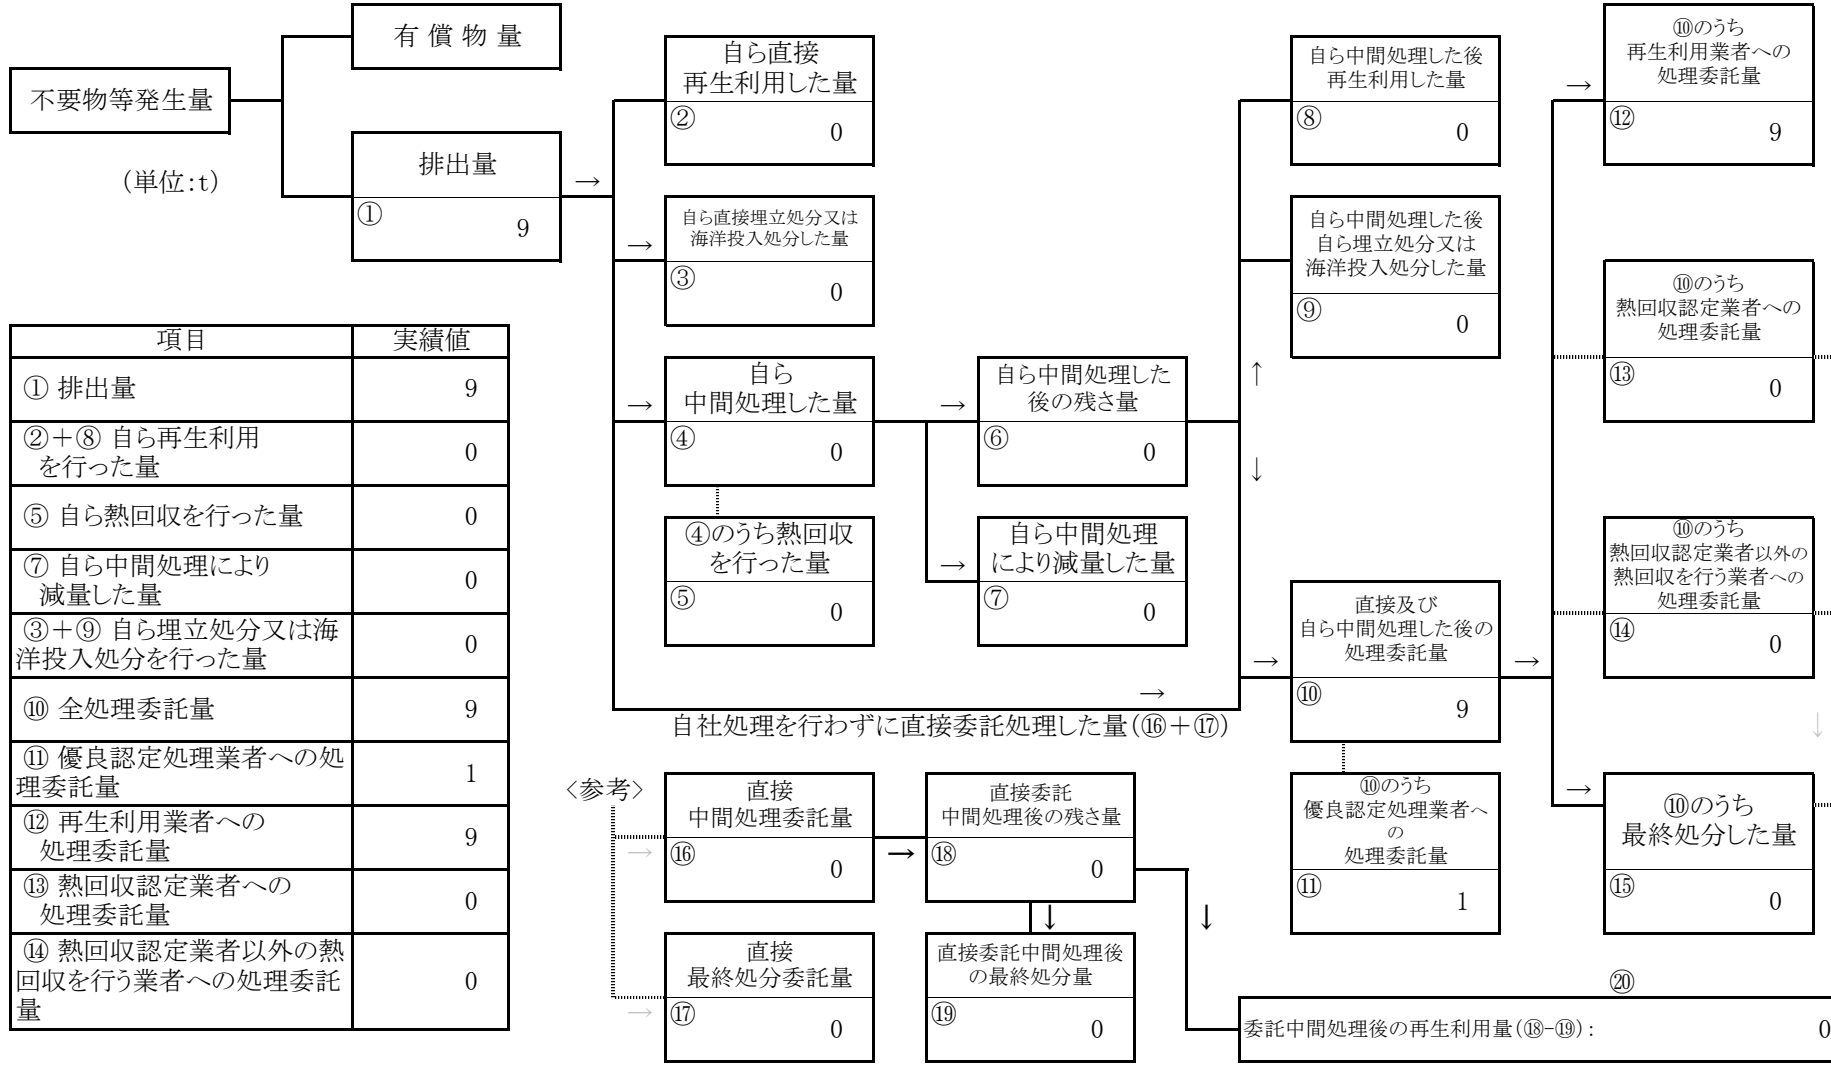 有 償 物 量
不要物等発生量
排出量
①
9
(単位:t)
→
自ら直接
再生利用した量
②
0
→
自ら直接埋立処分又は
海洋投入処分した量
③
0
→
自ら
中間処理した量
④
0
④のうち熱回収
を行った量
⑤
0
→
自ら中間処理した
後の残さ量
⑥
0
→
自ら中間処理
により減量した量
⑦
0
自ら中間処理した後
再生利用した量
⑧
0
自ら中間処理した後
自ら埋立処分又は
海洋投入処分した量
⑨
0
↑
↓
→
自社処理を行わずに直接委託処理した量(⑯+⑰)
→
直接及び
自ら中間処理した後の
処理委託量
⑩
9
⑩のうち
優良認定処理業者へ
の
処理委託量
⑪
1
→
→
⑩のうち
再生利用業者への
処理委託量
⑫
9
⑩のうち
熱回収認定業者への
処理委託量
⑬
0
⑩のうち
熱回収認定業者以外の
熱回収を行う業者への
処理委託量
⑭
0
↓
→
⑩のうち
最終処分した量
⑮
0
項目 実績値
① 排出量 9
②+⑧ 自ら再生利用
を行った量 0
⑤ 自ら熱回収を行った量 0
⑦ 自ら中間処理により
減量した量 0
③+⑨ 自ら埋立処分又は海
洋投入処分を行った量 0
⑩ 全処理委託量 9
⑪ 優良認定処理業者への処
理委託量 1
⑫ 再生利用業者への
処理委託量 9
⑬ 熱回収認定業者への
処理委託量 0
⑭ 熱回収認定業者以外の熱
回収を行う業者への処理委託
量 0
<参考>
→
直接
中間処理委託量
⑯
0
→
直接委託
中間処理後の残さ量
⑱
0
↓
↓
→
直接
最終処分委託量
⑰
0
直接委託中間処理後
の最終処分量
⑲
0
⑳
委託中間処理後の再生利用量(⑱-⑲): 0